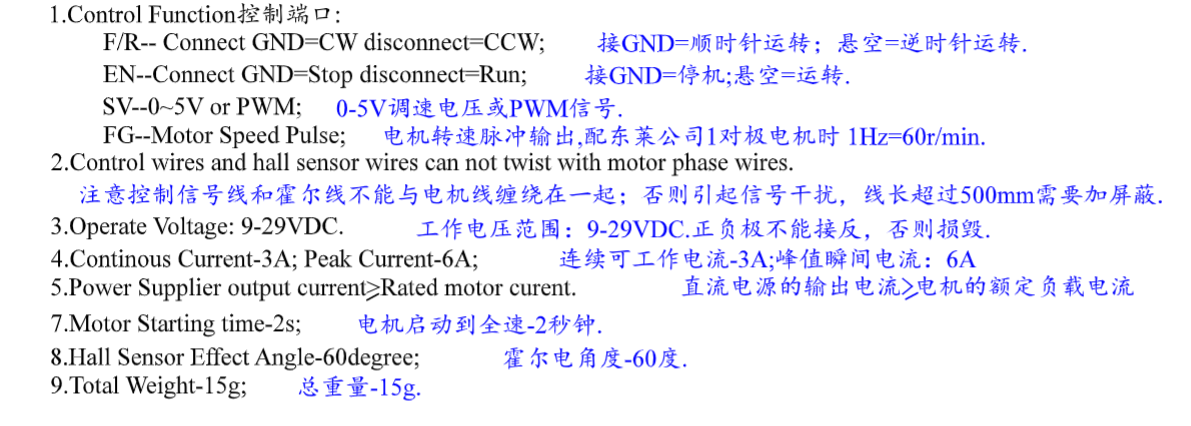 1.Control Function控制端口:
F/R-- Connect GND=CW disconnect=CCW; 接GND=顺时针运转；悬空=逆时针运转.
EN--Connect GND=Stop disconnect=Run; 接GND=停机;悬空=运转.
SV--0~5V or PWM; 0-5V调速电压或PWM信号.
FG--Motor Speed Pulse; 电机转速脉冲输出,配东莱公司1对极电机时 1Hz=60r/min.
2.Control wires and hall sensor wires can not twist with motor phase wires.
注意控制信号线和霍尔线不能与电机线缠绕在一起；否则引起信号干扰，线长超过500mm需要加屏蔽.
3.Operate Voltage: 9-29VDC. 工作电压范围：9-29VDC.正负极不能接反，否则损毁.
4.Continous Current-3A; Peak Current-6A; 连续可工作电流-3A;峰值瞬间电流：6A
5.Power Supplier output current≥Rated motor curent. 直流电源的输出电流≥电机的额定负载电流
7.Motor Starting time-2s; 电机启动到全速-2秒钟.
8.Hall Sensor Effect Angle-60degree; 霍尔电角度-60度.
9.Total Weight-15g; 总重量-15g.